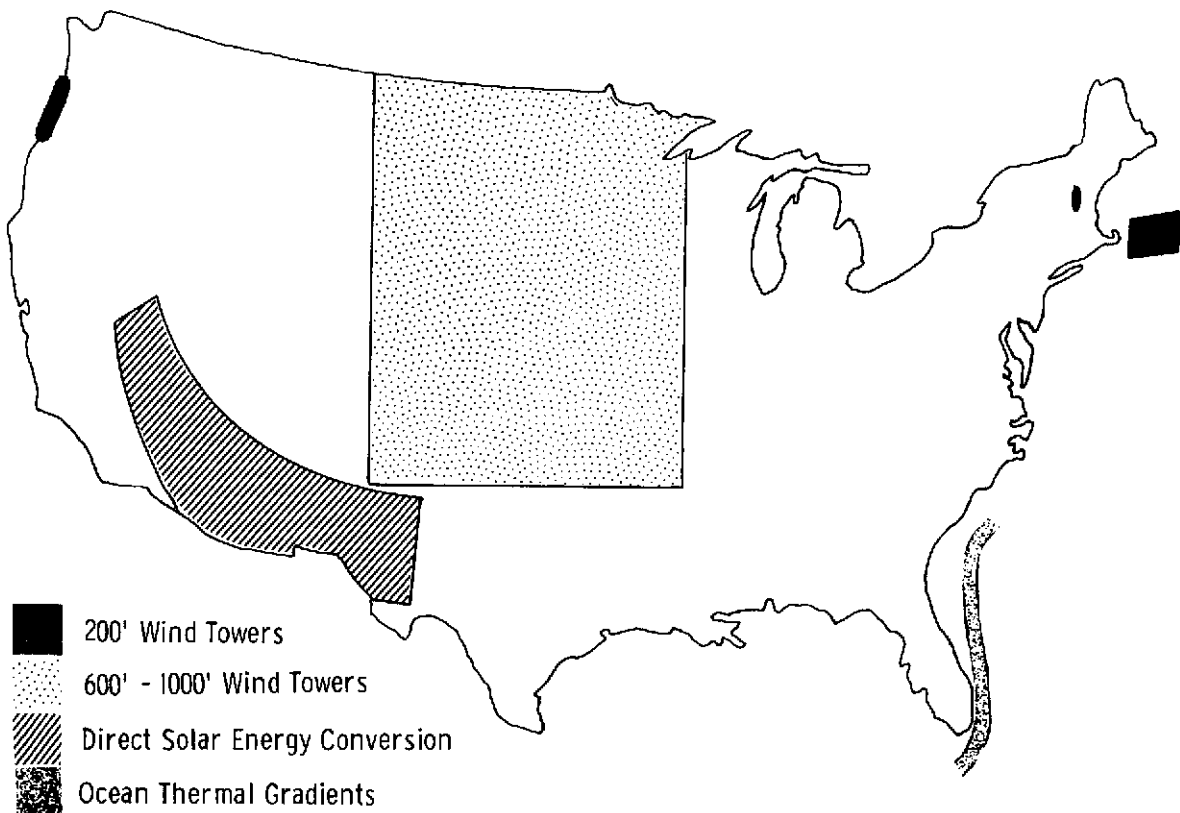 200' Wind Towers
600' - 1000' Wind Towers
Direct Solar Energy Conversion
Ocean Thermal Gradients